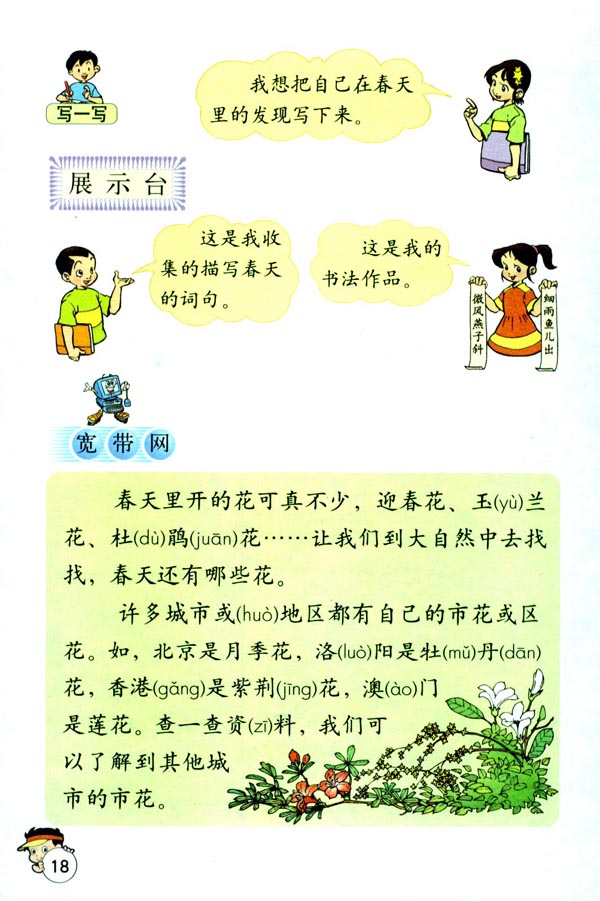 写一写
我想把自己在春天
里的发现写下来。
展示台
这是我收
集的描写春天
的词句。
这是我的
书法作品。
细雨鱼儿出
微风燕子斜
宽带网
春天里开的花可真不少，迎春花、玉(yù)兰
花、杜(dù)鹃(juān)花……让我们到大自然中去找
找，春天还有哪些花。
许多城市或(huò)地区都有自己的市花或区
花。如，北京是月季花，洛(luò)阳是牡(mǔ)丹(dān)
花，香港(gǎng)是紫荆(jīng)花，澳(ào)门
是莲花。查一查资(zī)料，我们可
以了解到其他城
市的市花。
18